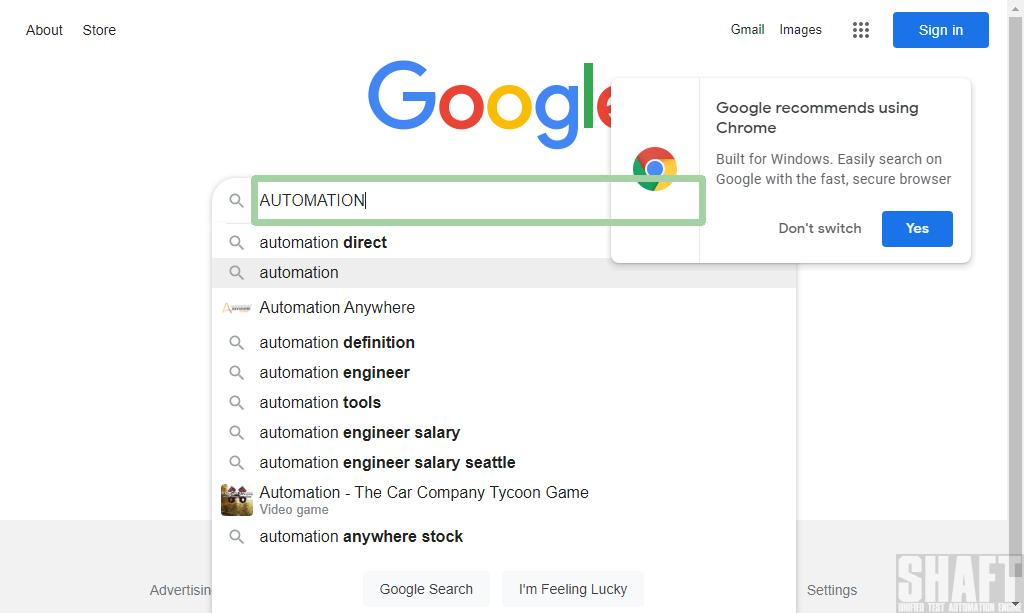 About Store
Gmail Images Sign in
Google
Google recommends using
Chrome
Built for Windows. Easily search on
Google with the fast, secure browser
Don't switch Yes
AUTOMATION
automation direct
automation
Automation Anywhere
automation definition
automation engineer
automation tools
automation engineer salary
automation engineer salary seattle
Automation - The Car Company Tycoon Game
Video game
automation anywhere stock
Google Search I'm Feeling Lucky
Advertisin Settings
SHAFT
UNIFIED TEST AUTOMATION ENGINE